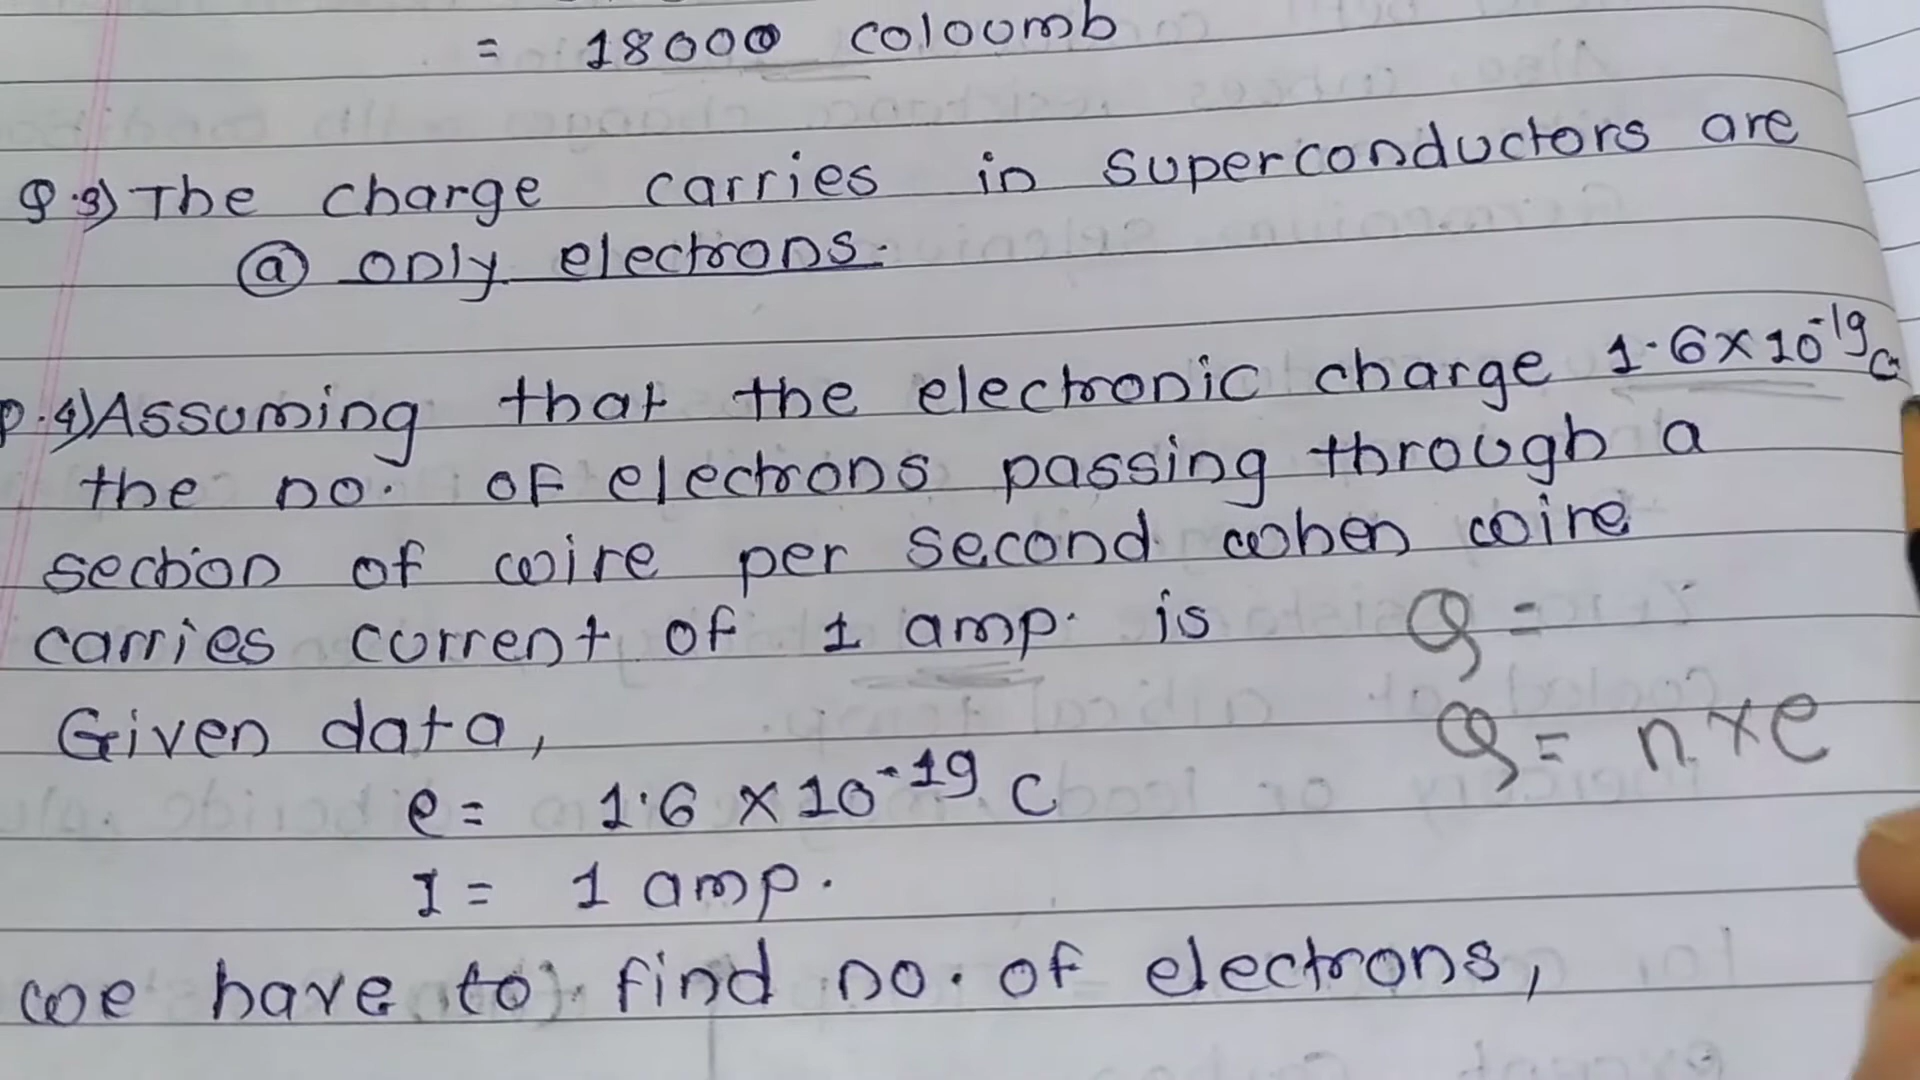 = 18000 coloumb
Q.3) The charge carries in superconductors are
(a) only electrons.
Q.4) Assuming that the electronic charge 1.6×10⁻¹⁹C
the no. of electrons passing through a
section of wire per second when wire
carries current of 1 amp. is
Q =
Given data,
Q = n × e
e = 1.6 × 10⁻¹⁹ C
I = 1 amp.
we have to find no. of electrons,